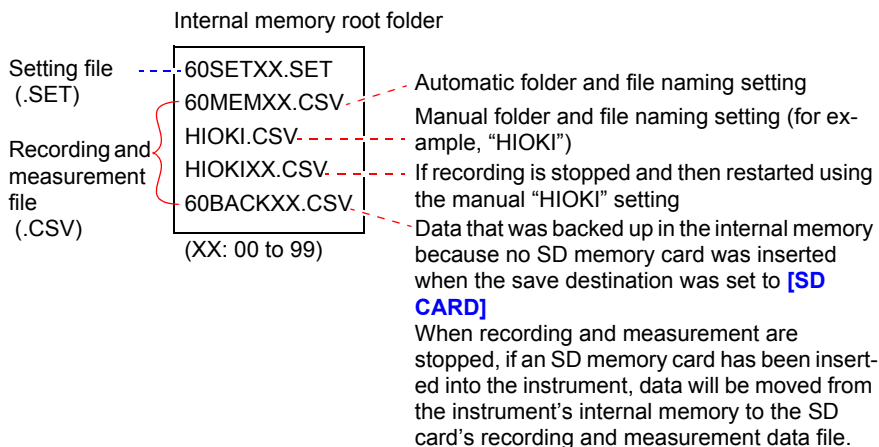 Internal memory root folder
Setting file
(.SET)
Recording and
measurement
file
(.CSV)
60SETXX.SET
60MEMXX.CSV
HIOKI.CSV
HIOKIXX.CSV
60BACKXX.CSV
(XX: 00 to 99)
Automatic folder and file naming setting
Manual folder and file naming setting (for ex-
ample, “HIOKI”)
If recording is stopped and then restarted using
the manual “HIOKI” setting
Data that was backed up in the internal memory
because no SD memory card was inserted
when the save destination was set to [SD
CARD]
When recording and measurement are
stopped, if an SD memory card has been insert-
ed into the instrument, data will be moved from
the instrument’s internal memory to the SD
card’s recording and measurement data file.